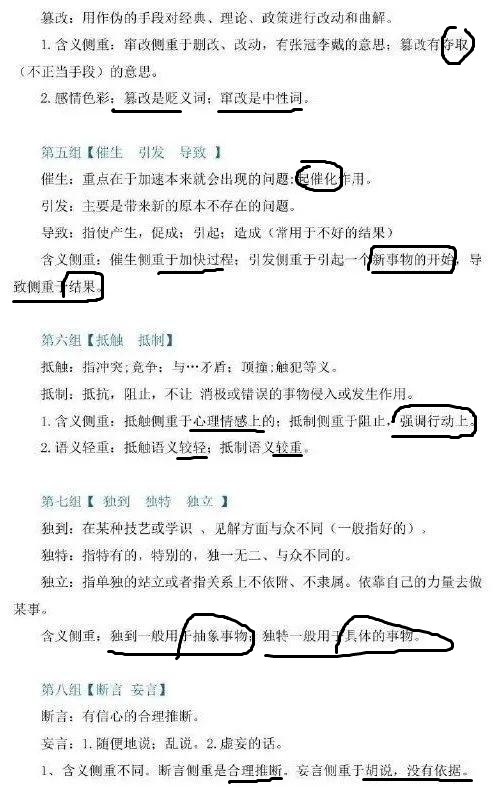 篡改：用作伪的手段对经典、理论、政策进行改动和曲解。
1.含义侧重：窜改侧重于删改、改动，有张冠李戴的意思；篡改有夺取
（不正当手段）的意思。
2.感情色彩：篡改是贬义词；窜改是中性词。
第五组【催生 引发 导致 】
催生：重点在于加速本来就会出现的问题:起催化作用。
引发：主要是带来新的原本不存在的问题。
导致：指使产生，促成；引起；造成（常用于不好的结果）
含义侧重：催生侧重于加快过程；引发侧重于引起一个新事物的开始，导
致侧重于结果。
第六组【抵触 抵制】
抵触：指冲突;竞争；与…矛盾；顶撞;触犯等义。
抵制：抵抗，阻止，不让 消极或错误的事物侵入或发生作用。
1.含义侧重：抵触侧重于心理情感上的；抵制侧重于阻止，强调行动上。
2.语义轻重：抵触语义较轻；抵制语义较重。
第七组【 独到 独特 独立 】
独到：在某种技艺或学识 、见解方面与众不同（一般指好的）。
独特：指特有的，特别的，独一无二、与众不同的。
独立：指单独的站立或者指关系上不依附、不隶属。依靠自己的力量去做
某事。
含义侧重：独到一般用于抽象事物；独特一般用于具体的事物。
第八组【断言 妄言】
断言：有信心的合理推断。
妄言：1.随便地说；乱说。2.虚妄的话。
1、含义侧重不同。断言侧重是合理推断。妄言侧重于胡说，没有依据。